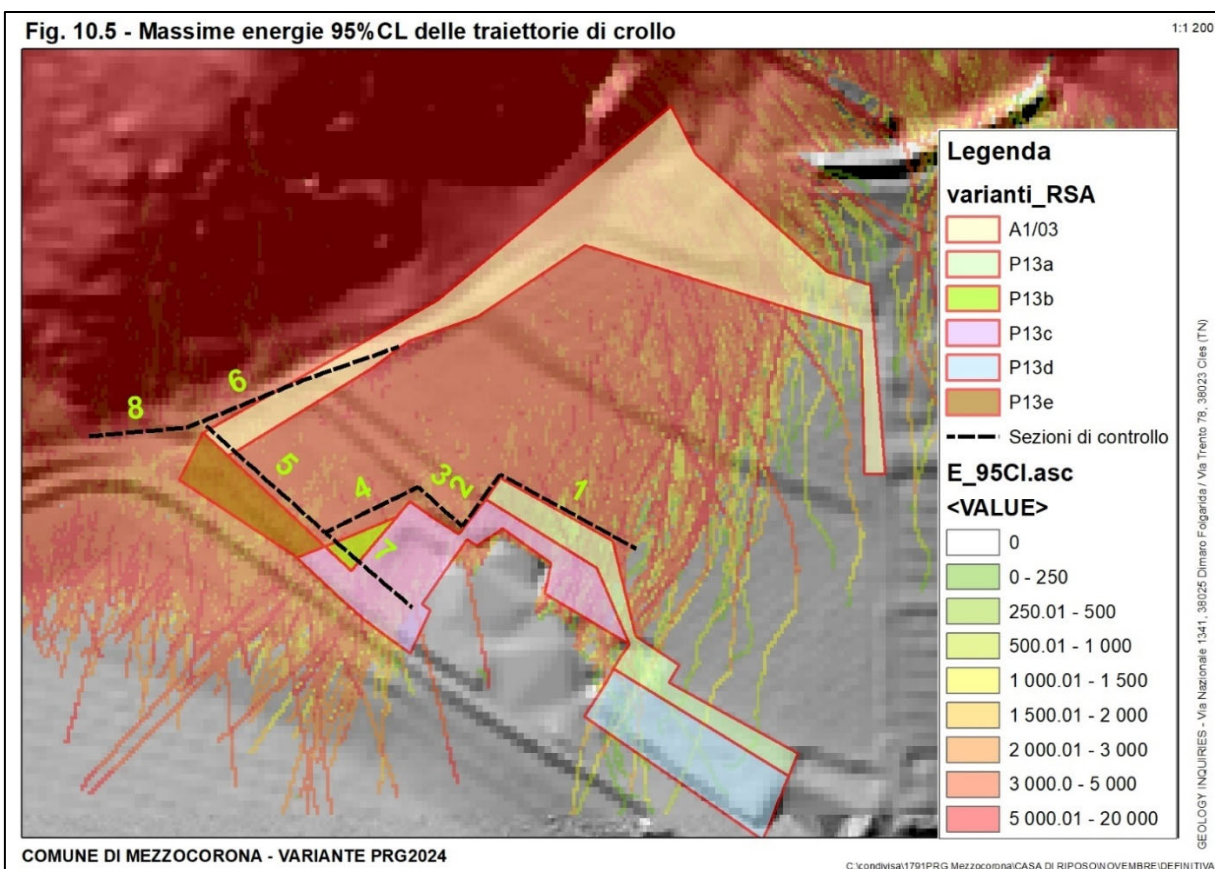 Fig. 10.5 - Massime energie 95%CL delle traiettorie di crollo
1:1 200
Legenda
varianti_RSA
A1/03
P13a
P13b
P13c
P13d
P13e
Sezioni di controllo
E_95Cl.asc
<VALUE>
0
0 - 250
250.01 - 500
500.01 - 1 000
1 000.01 - 1 500
1 500.01 - 2 000
2 000.01 - 3 000
3 000.0 - 5 000
5 000.01 - 20 000
6
8
5
4
3
2
1
7
GEOLOGY INQUIRIES - Via Nazionale 1341, 38025 Dimaro Folgarida / Via Trento 78, 38023 Cles (TN)
COMUNE DI MEZZOCORONA - VARIANTE PRG2024
C:\condivisa\1791PRG Mezzocorona\CASA DI RIPOSO\NOVEMBRE\DEFINITIVA